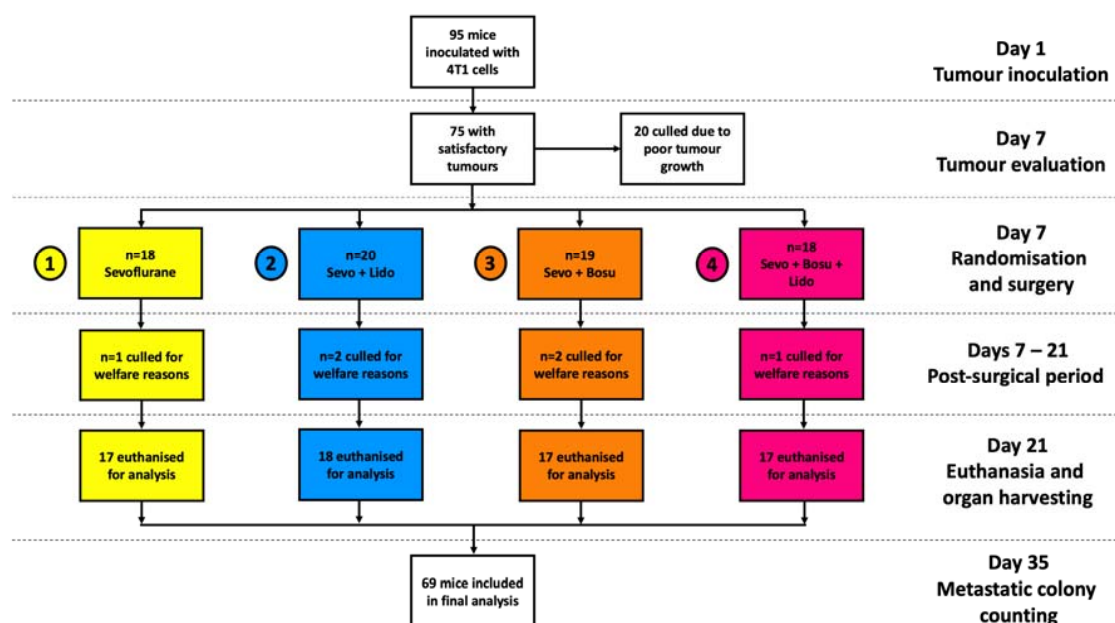 95 mice
inoculated with
4T1 cells
Day 1
Tumour inoculation
75 with
satisfactory
tumours
20 culled due to
poor tumour
growth
Day 7
Tumour evaluation
1
n=18
Sevoflurane
2
n=20
Sevo + Lido
3
n=19
Sevo + Bosu
4
n=18
Sevo + Bosu +
Lido
Day 7
Randomisation
and surgery
n=1 culled for
welfare reasons
n=2 culled for
welfare reasons
n=2 culled for
welfare reasons
n=1 culled for
welfare reasons
Days 7 – 21
Post-surgical period
17 euthanised
for analysis
18 euthanised
for analysis
17 euthanised
for analysis
17 euthanised
for analysis
Day 21
Euthanasia and
organ harvesting
69 mice included
in final analysis
Day 35
Metastatic colony
counting